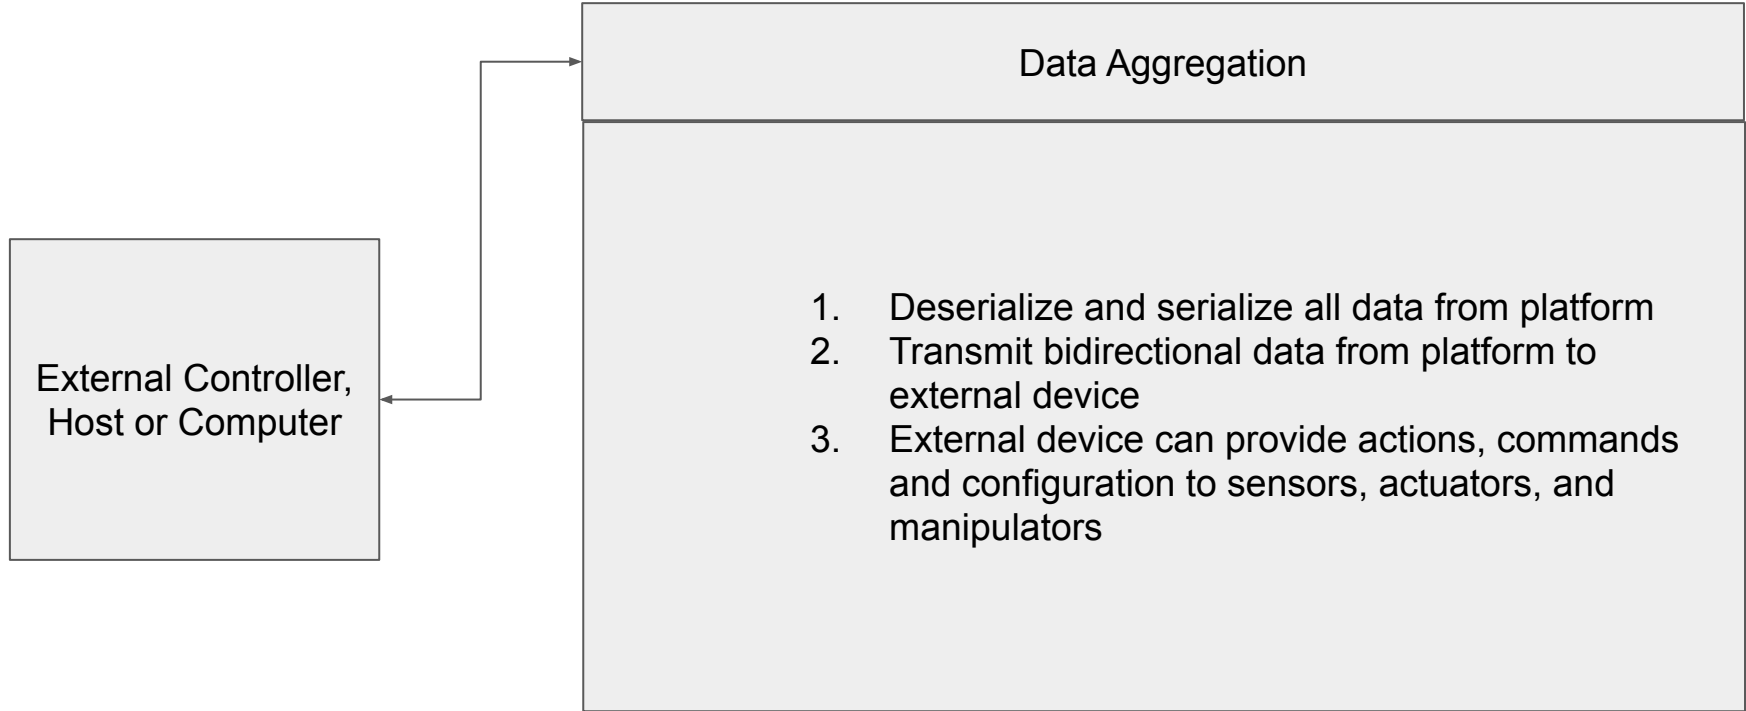 Data Aggregation
External Controller,
Host or Computer
1. Deserialize and serialize all data from platform
2. Transmit bidirectional data from platform to
external device
3. External device can provide actions, commands
and configuration to sensors, actuators, and
manipulators